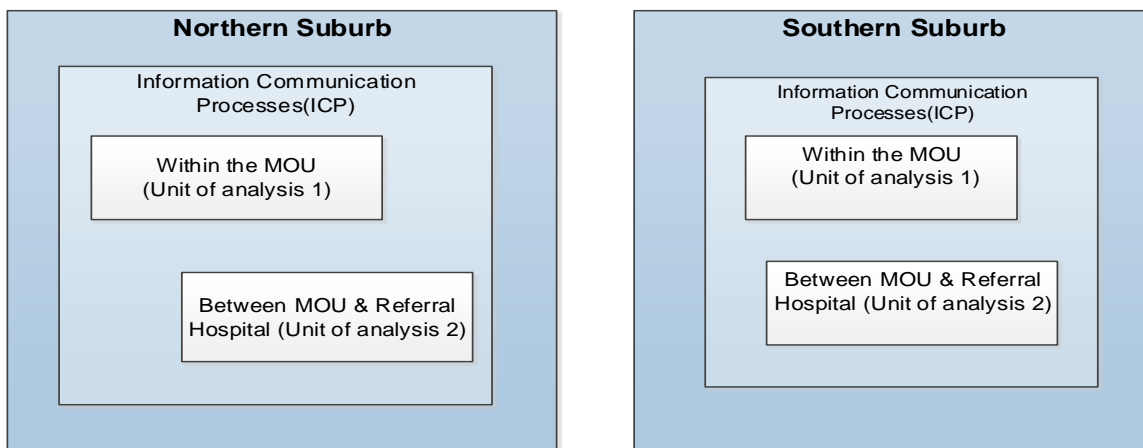 Northern Suburb
Information Communication
Processes(ICP)
Within the MOU
(Unit of analysis 1)
Between MOU & Referral
Hospital (Unit of analysis 2)
Southern Suburb
Information Communication
Processes(ICP)
Within the MOU
(Unit of analysis 1)
Between MOU & Referral
Hospital (Unit of analysis 2)